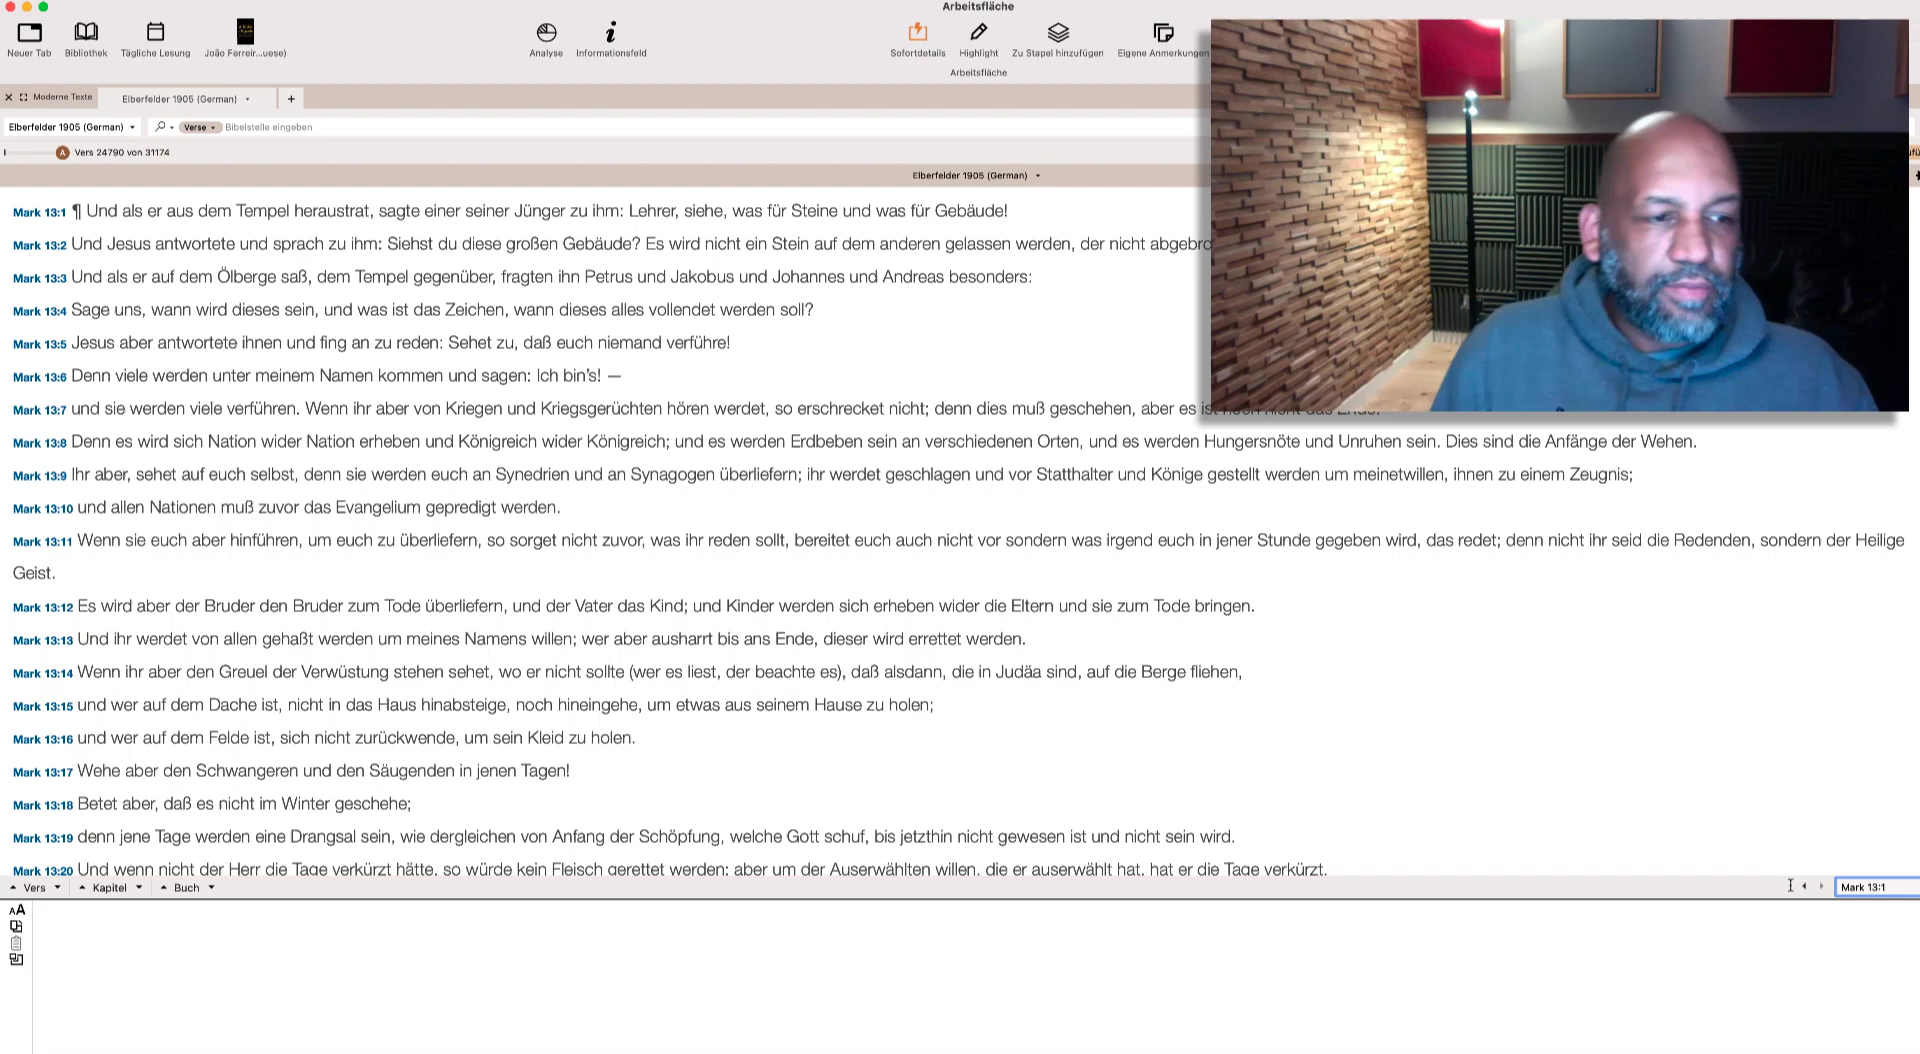 Arbeitsfläche
Neuer Tab Bibliothek Tägliche Lesung João Ferreir...uese) Analyse Informationsfeld Sofortdetails Highlight Zu Stapel hinzufügen Eigene Anmerkungen
Arbeitsfläche
Moderne Texte Elberfelder 1905 (German) +
Elberfelder 1905 (German) Verse Bibelstelle eingeben
A Vers 24790 von 31174
Elberfelder 1905 (German)
Mark 13:1 ¶ Und als er aus dem Tempel heraustrat, sagte einer seiner Jünger zu ihm: Lehrer, siehe, was für Steine und was für Gebäude!
Mark 13:2 Und Jesus antwortete und sprach zu ihm: Siehst du diese großen Gebäude? Es wird nicht ein Stein auf dem anderen gelassen werden, der nicht abgebro
Mark 13:3 Und als er auf dem Ölberge saß, dem Tempel gegenüber, fragten ihn Petrus und Jakobus und Johannes und Andreas besonders:
Mark 13:4 Sage uns, wann wird dieses sein, und was ist das Zeichen, wann dieses alles vollendet werden soll?
Mark 13:5 Jesus aber antwortete ihnen und fing an zu reden: Sehet zu, daß euch niemand verführe!
Mark 13:6 Denn viele werden unter meinem Namen kommen und sagen: Ich bin's! —
Mark 13:7 und sie werden viele verführen. Wenn ihr aber von Kriegen und Kriegsgerüchten hören werdet, so erschrecket nicht; denn dies muß geschehen, aber es
Mark 13:8 Denn es wird sich Nation wider Nation erheben und Königreich wider Königreich; und es werden Erdbeben sein an verschiedenen Orten, und es werden Hungersnöte und Unruhen sein. Dies sind die Anfänge der Wehen.
Mark 13:9 Ihr aber, sehet auf euch selbst, denn sie werden euch an Synedrien und an Synagogen überliefern; ihr werdet geschlagen und vor Statthalter und Könige gestellt werden um meinetwillen, ihnen zu einem Zeugnis;
Mark 13:10 und allen Nationen muß zuvor das Evangelium gepredigt werden.
Mark 13:11 Wenn sie euch aber hinführen, um euch zu überliefern, so sorget nicht zuvor, was ihr reden sollt, bereitet euch auch nicht vor sondern was irgend euch in jener Stunde gegeben wird, das redet; denn nicht ihr seid die Redenden, sondern der Heilige
Geist.
Mark 13:12 Es wird aber der Bruder den Bruder zum Tode überliefern, und der Vater das Kind; und Kinder werden sich erheben wider die Eltern und sie zum Tode bringen.
Mark 13:13 Und ihr werdet von allen gehaßt werden um meines Namens willen; wer aber ausharrt bis ans Ende, dieser wird errettet werden.
Mark 13:14 Wenn ihr aber den Greuel der Verwüstung stehen sehet, wo er nicht sollte (wer es liest, der beachte es), daß alsdann, die in Judäa sind, auf die Berge fliehen,
Mark 13:15 und wer auf dem Dache ist, nicht in das Haus hinabsteige, noch hineingehe, um etwas aus seinem Hause zu holen;
Mark 13:16 und wer auf dem Felde ist, sich nicht zurückwende, um sein Kleid zu holen.
Mark 13:17 Wehe aber den Schwangeren und den Säugenden in jenen Tagen!
Mark 13:18 Betet aber, daß es nicht im Winter geschehe;
Mark 13:19 denn jene Tage werden eine Drangsal sein, wie dergleichen von Anfang der Schöpfung, welche Gott schuf, bis jetzthin nicht gewesen ist und nicht sein wird.
Mark 13:20 Und wenn nicht der Herr die Tage verkürzt hätte, so würde kein Fleisch gerettet werden; aber um der Auserwählten willen, die er auserwählt hat, hat er die Tage verkürzt.
Vers Kapitel Buch Mark 13:1
AA